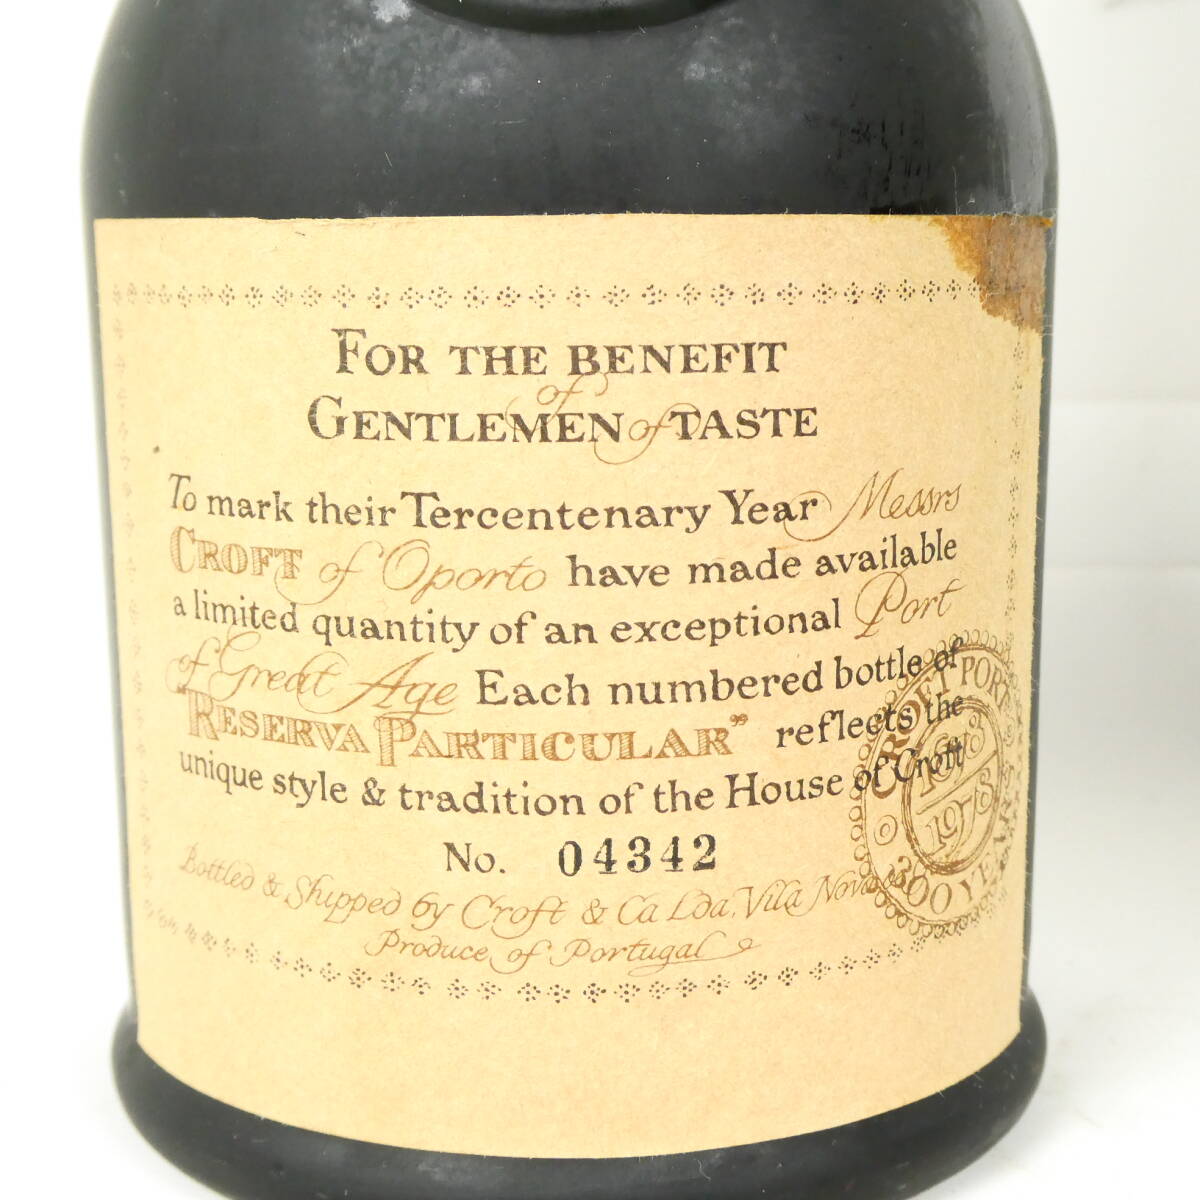 FOR THE BENEFIT
of
GENTLEMEN of TASTE
To mark their Tercentenary Year Messrs
CROFT of Oporto have made available
a limited quantity of an exceptional Port
of Great Age Each numbered bottle of
"RESERVA PARTICULAR" reflects the
unique style & tradition of the House of Croft
No. 04342
Bottled & Shipped by Croft & Ca Lda, Vila Nova
Produce of Portugal
CROFT PORT
1678
1978
300 YEARS